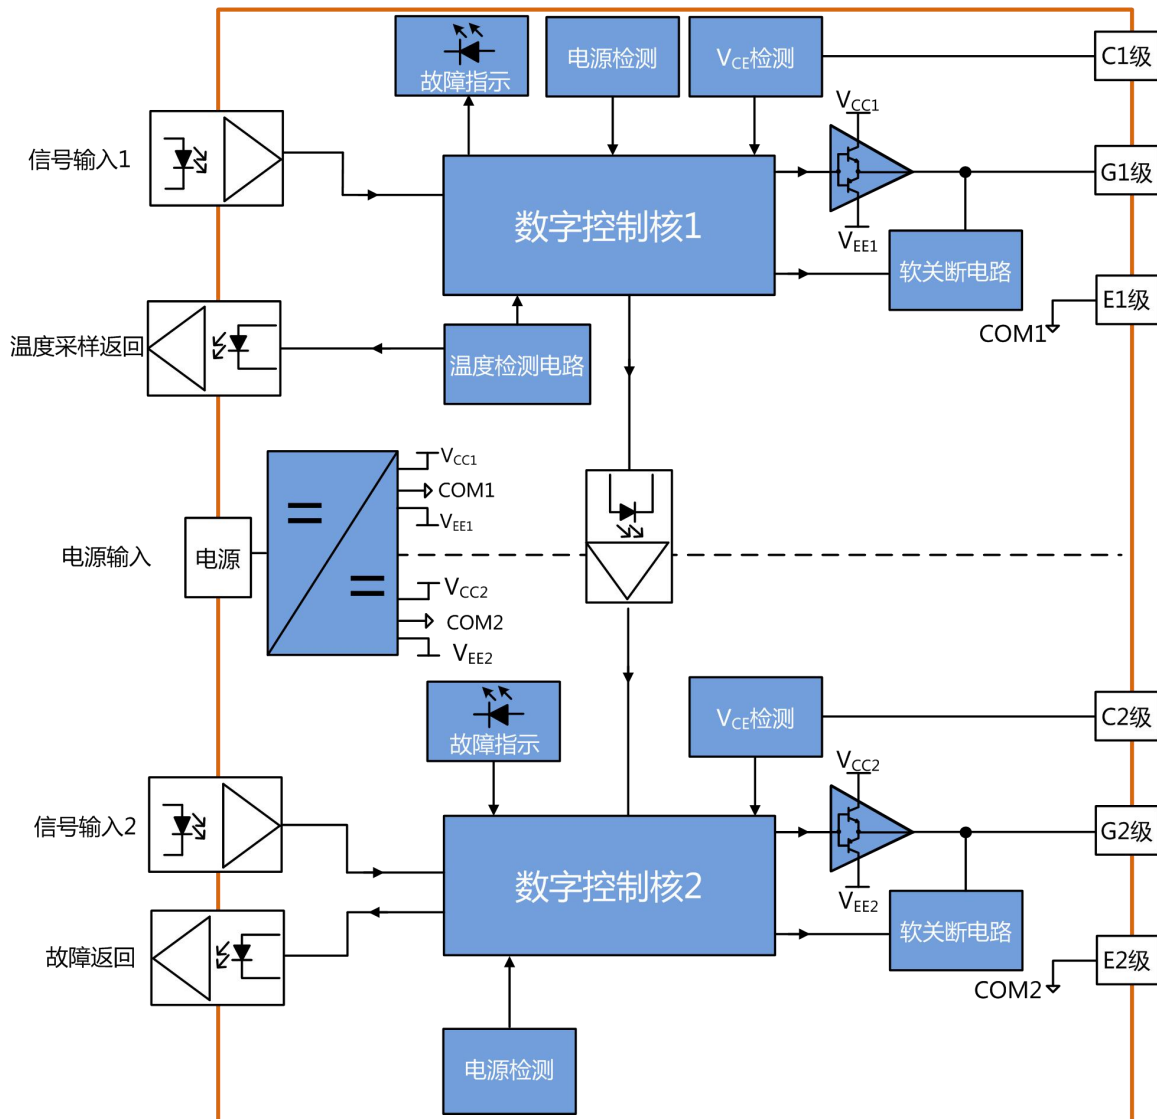 故障指示
电源检测
VCE检测
C1级
VCC1
信号输入1
G1级
数字控制核1
VEE1
软关断电路
E1级
COM1
温度采样返回
温度检测电路
VCC1
COM1
VEE1
电源输入
电源
VCC2
COM2
VEE2
故障指示
VCE检测
C2级
VCC2
信号输入2
G2级
数字控制核2
VEE2
软关断电路
故障返回
E2级
COM2
电源检测